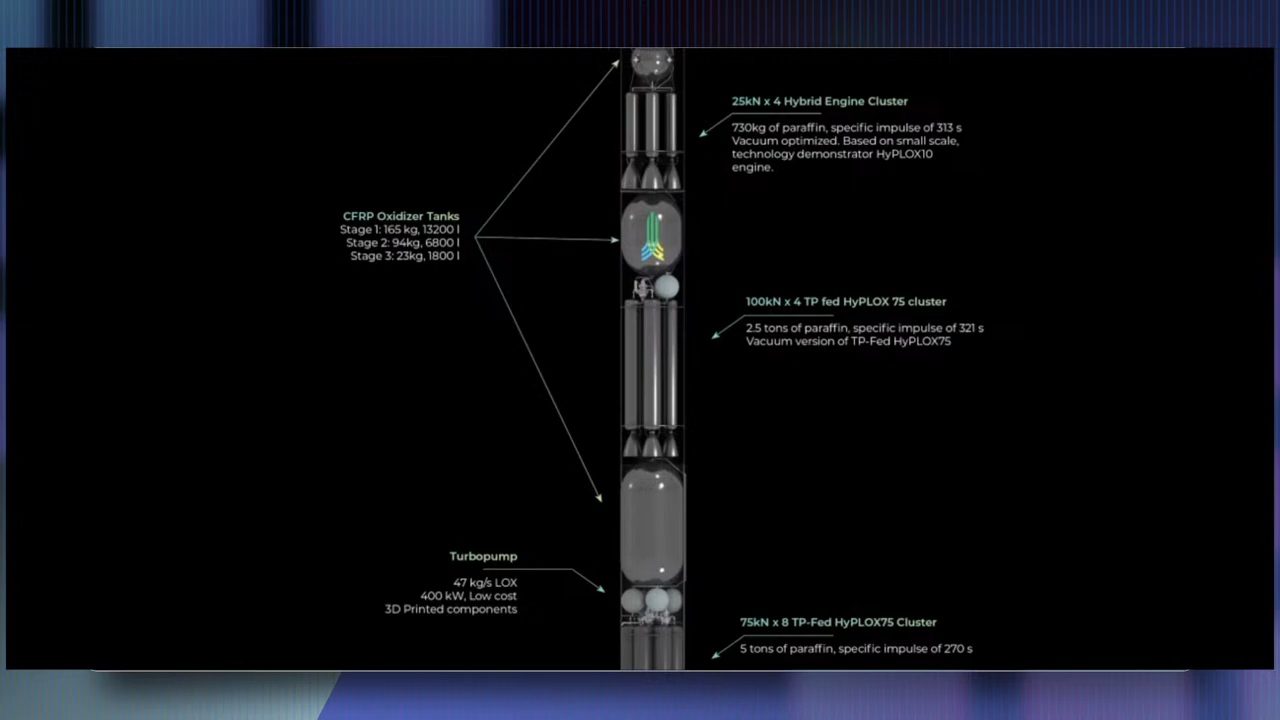 25kN x 4 Hybrid Engine Cluster
730kg of paraffin, specific impulse of 313 s
Vacuum optimized. Based on small scale,
technology demonstrator HyPLOX10
engine.
CFRP Oxidizer Tanks
Stage 1: 165 kg, 13200 l
Stage 2: 94kg, 6800 l
Stage 3: 23kg, 1800 l
100kN x 4 TP fed HyPLOX 75 cluster
2.5 tons of paraffin, specific impulse of 321 s
Vacuum version of TP-Fed HyPLOX75
Turbopump
47 kg/s LOX
400 kW, Low cost
3D Printed components
75kN x 8 TP-Fed HyPLOX75 Cluster
5 tons of paraffin, specific impulse of 270 s